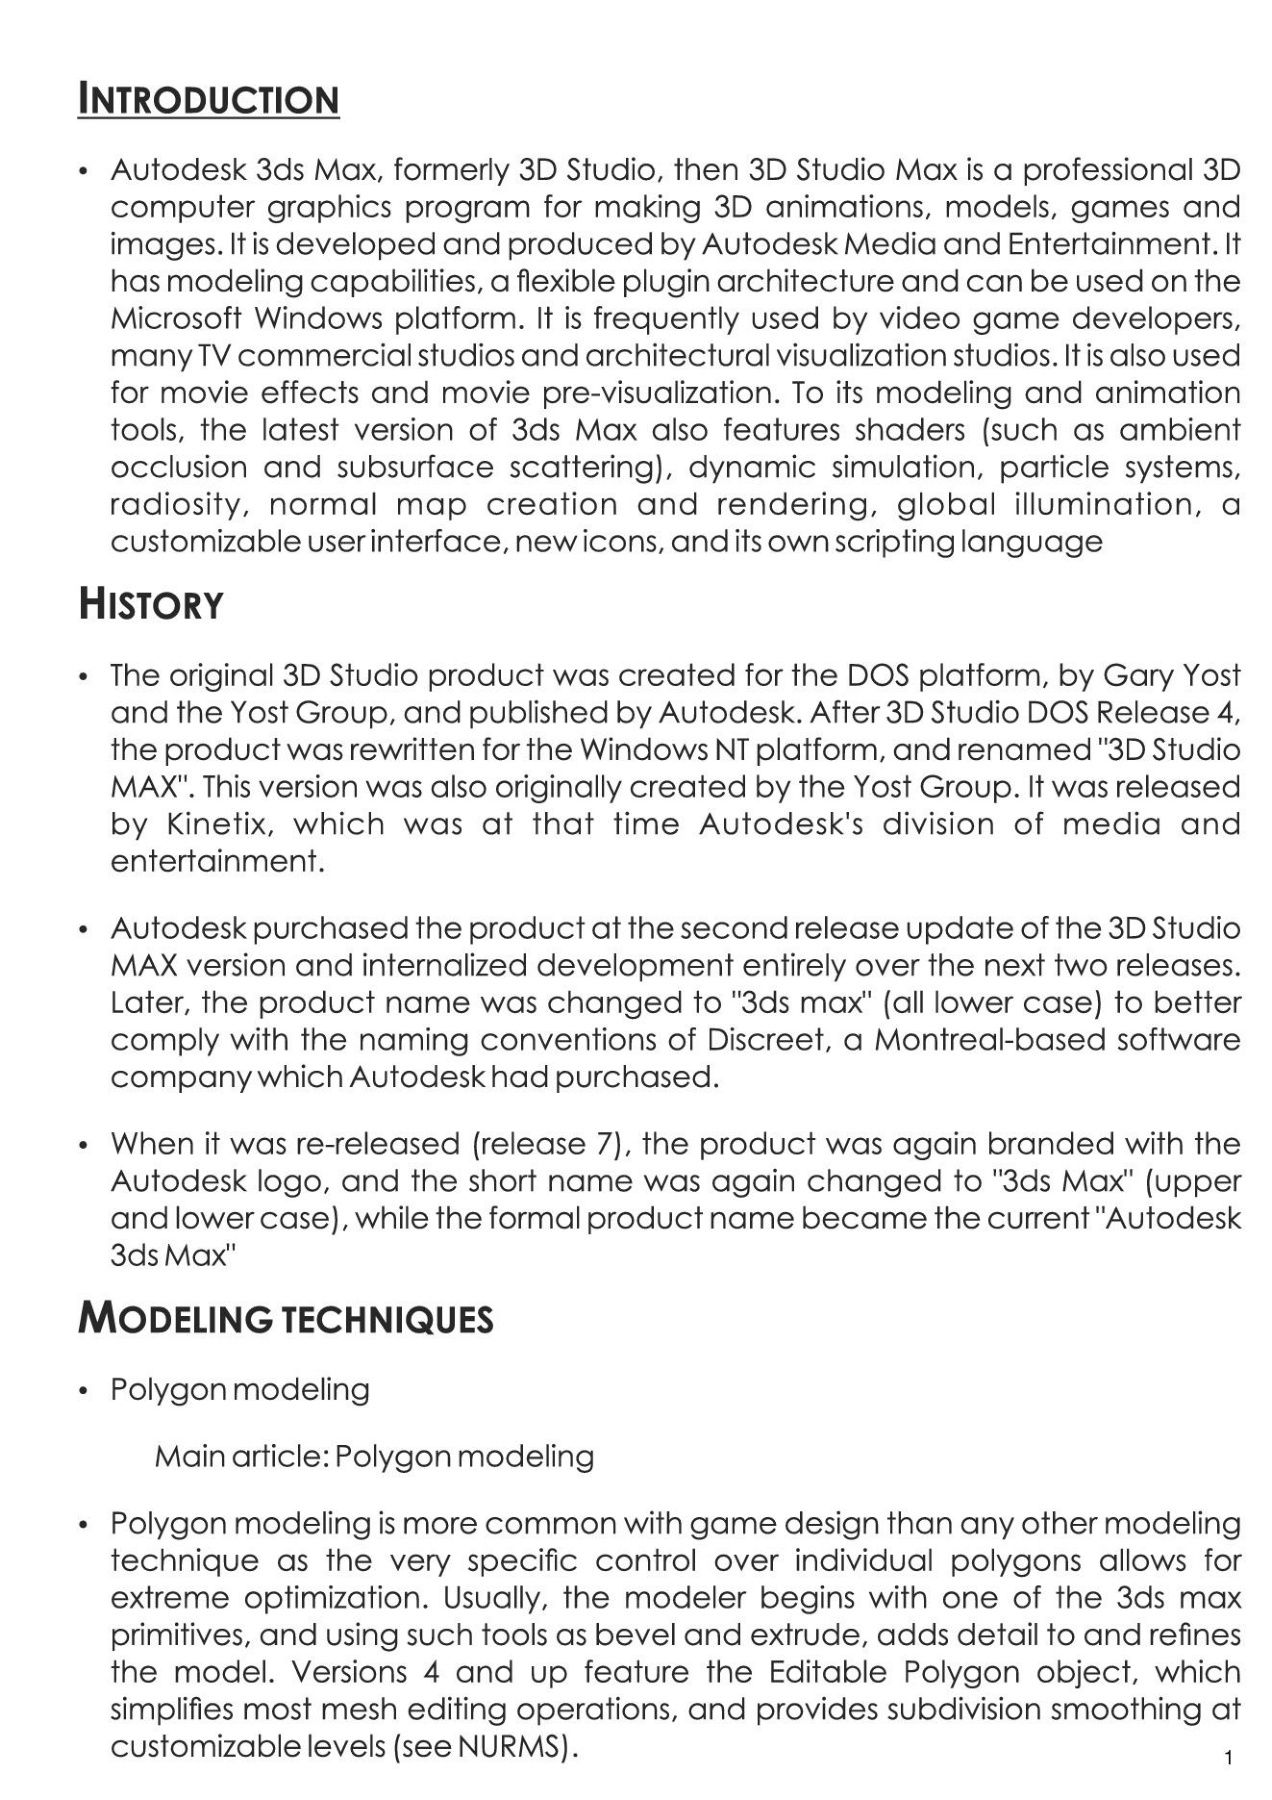 INTRODUCTION
• Autodesk 3ds Max, formerly 3D Studio, then 3D Studio Max is a professional 3D
computer graphics program for making 3D animations, models, games and
images. It is developed and produced by Autodesk Media and Entertainment. It
has modeling capabilities, a flexible plugin architecture and can be used on the
Microsoft Windows platform. It is frequently used by video game developers,
many TV commercial studios and architectural visualization studios. It is also used
for movie effects and movie pre-visualization. To its modeling and animation
tools, the latest version of 3ds Max also features shaders (such as ambient
occlusion and subsurface scattering), dynamic simulation, particle systems,
radiosity, normal map creation and rendering, global illumination, a
customizable user interface, new icons, and its own scripting language
HISTORY
• The original 3D Studio product was created for the DOS platform, by Gary Yost
and the Yost Group, and published by Autodesk. After 3D Studio DOS Release 4,
the product was rewritten for the Windows NT platform, and renamed "3D Studio
MAX". This version was also originally created by the Yost Group. It was released
by Kinetix, which was at that time Autodesk's division of media and
entertainment.
• Autodesk purchased the product at the second release update of the 3D Studio
MAX version and internalized development entirely over the next two releases.
Later, the product name was changed to "3ds max" (all lower case) to better
comply with the naming conventions of Discreet, a Montreal-based software
company which Autodesk had purchased.
• When it was re-released (release 7), the product was again branded with the
Autodesk logo, and the short name was again changed to "3ds Max" (upper
and lower case), while the formal product name became the current "Autodesk
3ds Max"
MODELING TECHNIQUES
• Polygon modeling
Main article: Polygon modeling
• Polygon modeling is more common with game design than any other modeling
technique as the very specific control over individual polygons allows for
extreme optimization. Usually, the modeler begins with one of the 3ds max
primitives, and using such tools as bevel and extrude, adds detail to and refines
the model. Versions 4 and up feature the Editable Polygon object, which
simplifies most mesh editing operations, and provides subdivision smoothing at
customizable levels (see NURMS).
1